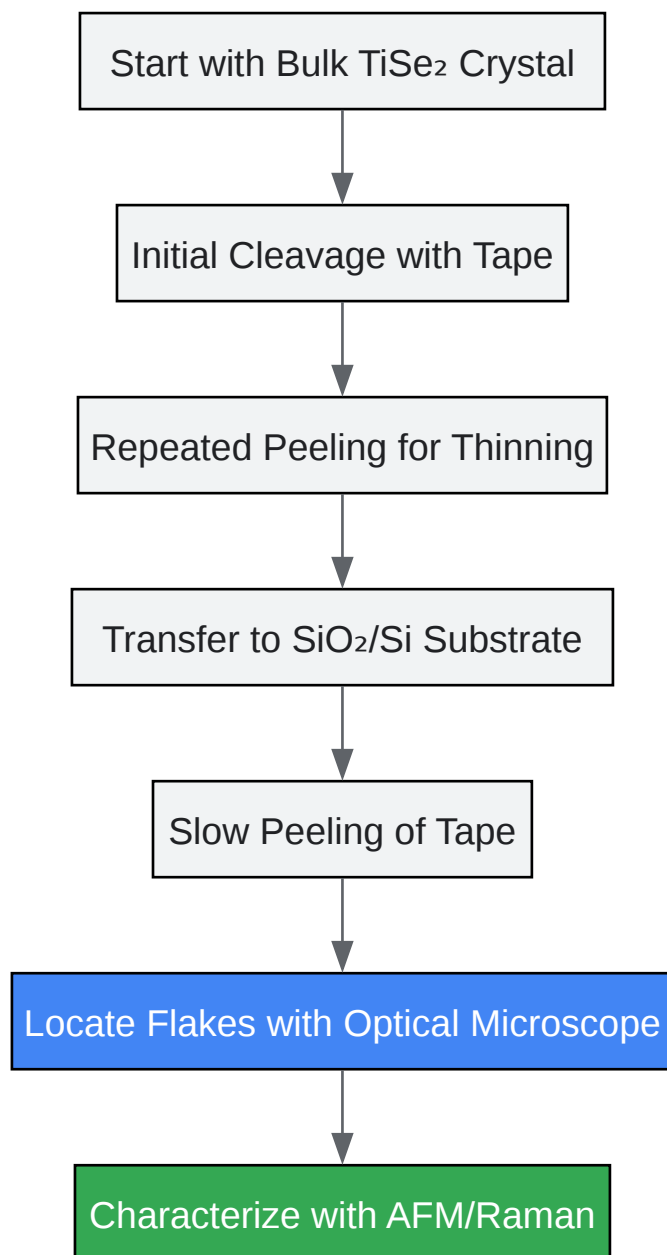 Start with Bulk TiSe₂ Crystal
Initial Cleavage with Tape
Repeated Peeling for Thinning
Transfer to SiO₂/Si Substrate
Slow Peeling of Tape
Locate Flakes with Optical Microscope
Characterize with AFM/Raman